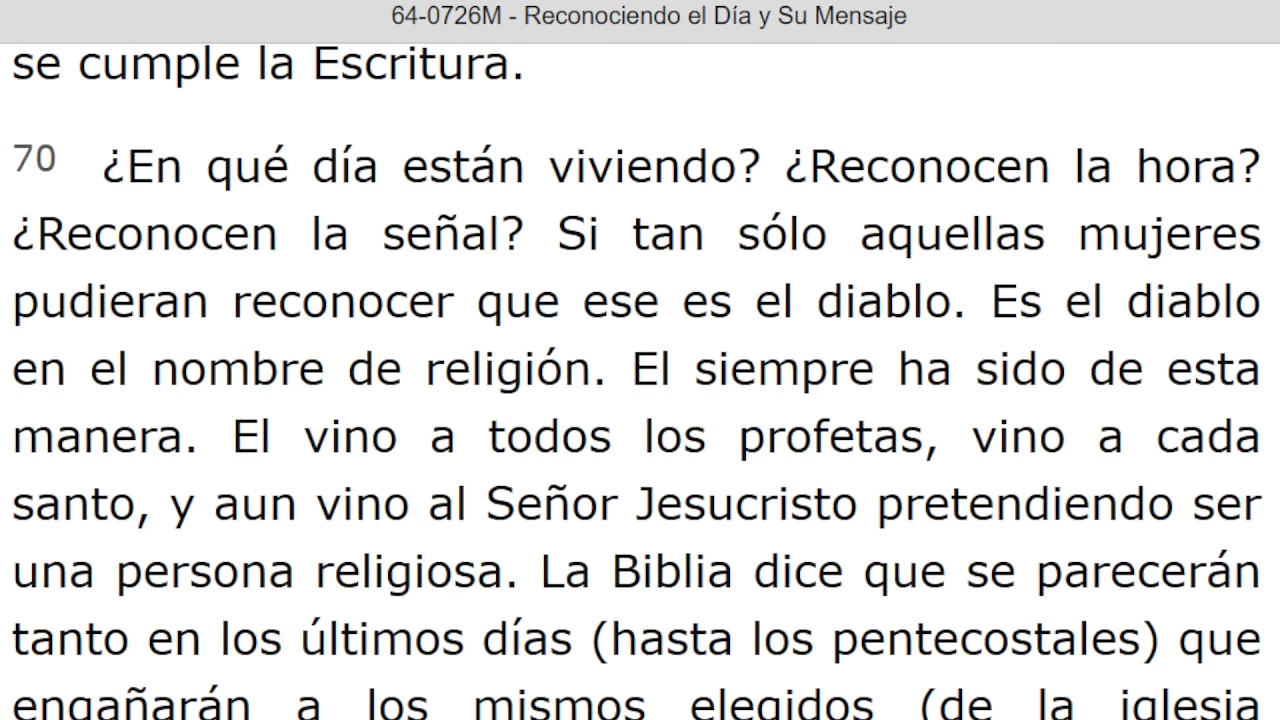 64-0726M - Reconociendo el Día y Su Mensaje
se cumple la Escritura.
70 ¿En qué día están viviendo? ¿Reconocen la hora?
¿Reconocen la señal? Si tan sólo aquellas mujeres
pudieran reconocer que ese es el diablo. Es el diablo
en el nombre de religión. El siempre ha sido de esta
manera. El vino a todos los profetas, vino a cada
santo, y aun vino al Señor Jesucristo pretendiendo ser
una persona religiosa. La Biblia dice que se parecerán
tanto en los últimos días (hasta los pentecostales) que
engañarán a los mismos elegidos (de la iglesia